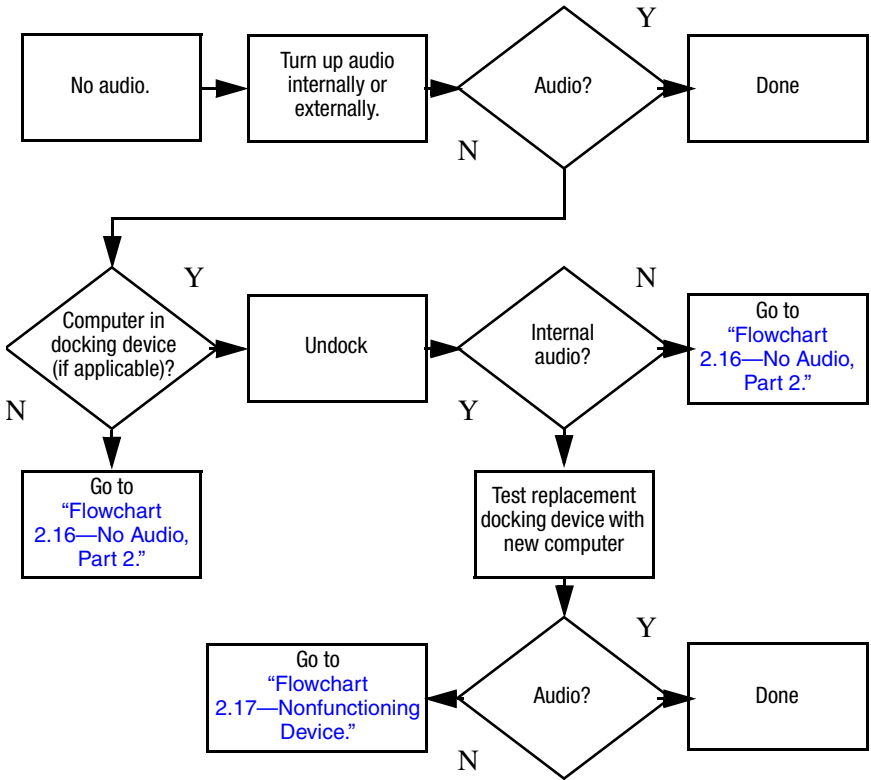 Y
No audio.
Turn up audio
internally or
externally.
Audio?
Done
N
Y
N
Computer in
docking device
(if applicable)?
Undock
Internal
audio?
Go to
“Flowchart
2.16—No Audio,
Part 2.”
N
Y
Go to
“Flowchart
2.16—No Audio,
Part 2.”
Test replacement
docking device with
new computer
Y
Go to
“Flowchart
2.17—Nonfunctioning
Device.”
Audio?
Done
N